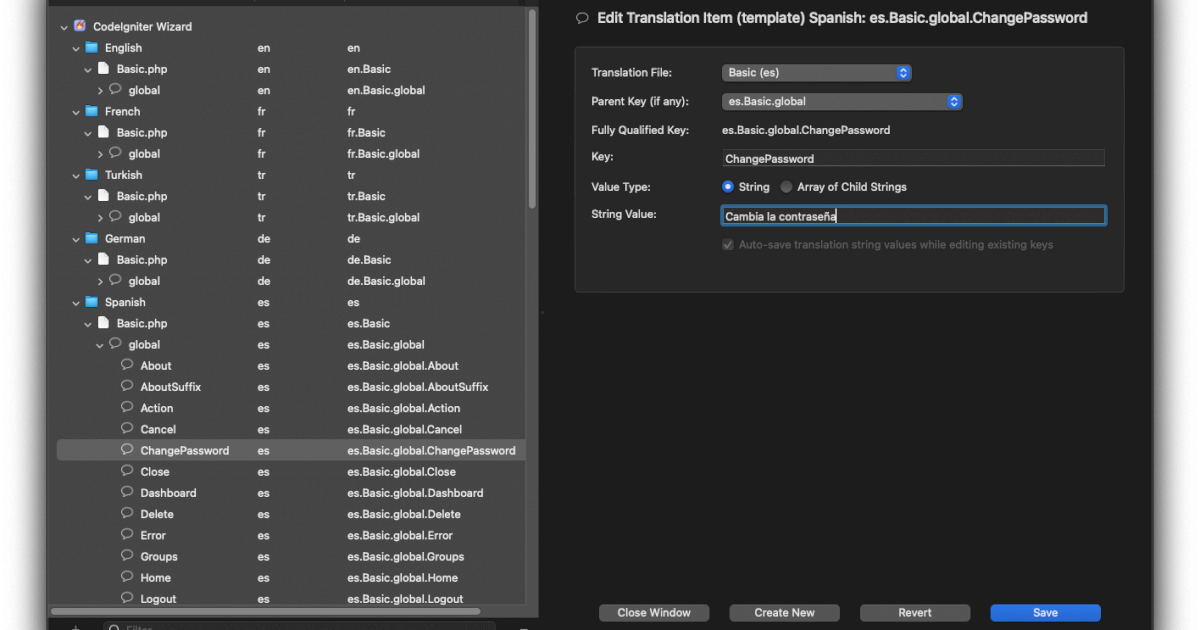 CodeIgniter Wizard
English en en
Basic.php en en.Basic
global en en.Basic.global
French fr fr
Basic.php fr fr.Basic
global fr fr.Basic.global
Turkish tr tr
Basic.php tr tr.Basic
global tr tr.Basic.global
German de de
Basic.php de de.Basic
global de de.Basic.global
Spanish es es
Basic.php es es.Basic
global es es.Basic.global
About es es.Basic.global.About
AboutSuffix es es.Basic.global.AboutSuffix
Action es es.Basic.global.Action
Cancel es es.Basic.global.Cancel
ChangePassword es es.Basic.global.ChangePassword
Close es es.Basic.global.Close
Dashboard es es.Basic.global.Dashboard
Delete es es.Basic.global.Delete
Error es es.Basic.global.Error
Groups es es.Basic.global.Groups
Home es es.Basic.global.Home
Logout es es.Basic.global.Logout
Filter
Edit Translation Item (template) Spanish: es.Basic.global.ChangePassword
Translation File: Basic (es)
Parent Key (if any): es.Basic.global
Fully Qualified Key: es.Basic.global.ChangePassword
Key: ChangePassword
Value Type: String Array of Child Strings
String Value: Cambia la contraseña
Auto-save translation string values while editing existing keys
Close Window Create New Revert Save